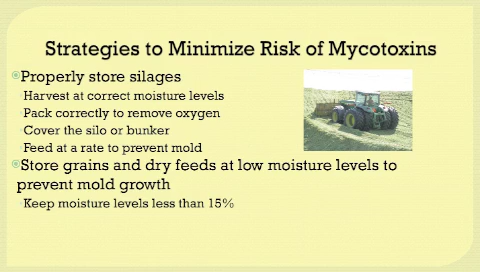 Strategies to Minimize Risk of Mycotoxins
Properly store silages
Harvest at correct moisture levels
Pack correctly to remove oxygen
Cover the silo or bunker
Feed at a rate to prevent mold
Store grains and dry feeds at low moisture levels to
prevent mold growth
Keep moisture levels less than 15%